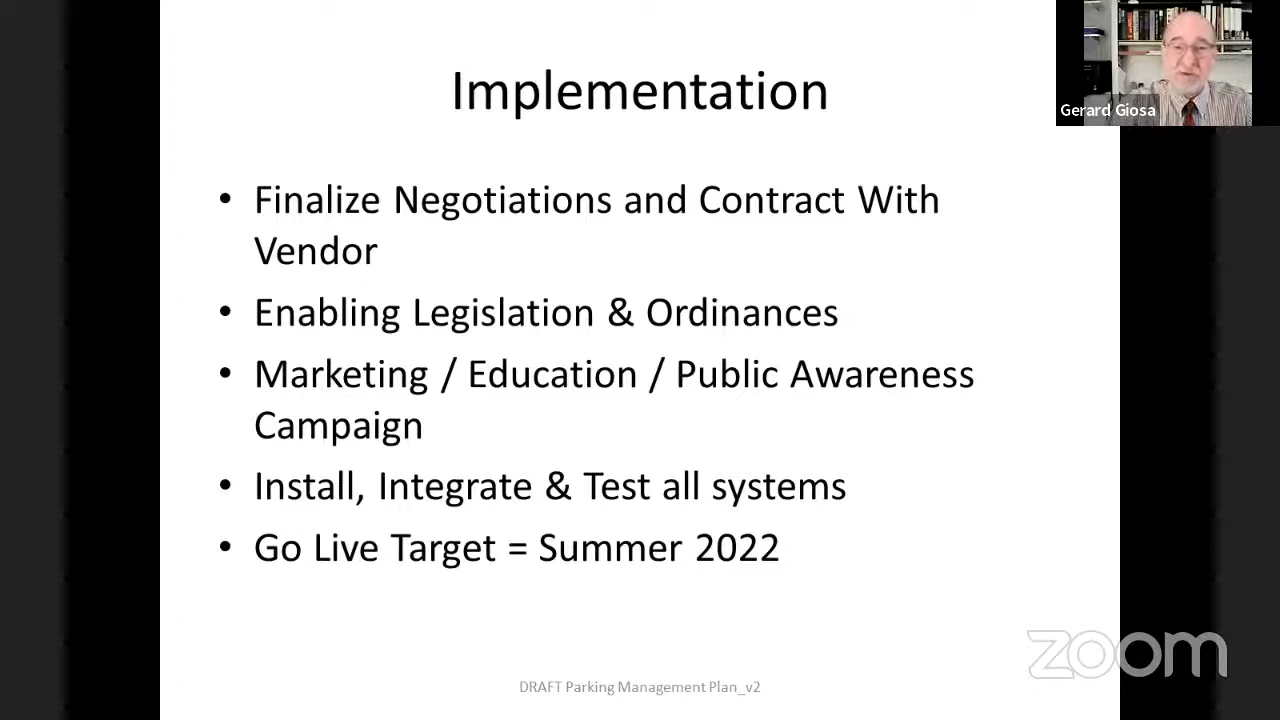 Implementation
Gerard Giosa
• Finalize Negotiations and Contract With
Vendor
• Enabling Legislation & Ordinances
• Marketing / Education / Public Awareness
Campaign
• Install, Integrate & Test all systems
• Go Live Target = Summer 2022
zoom
DRAFT Parking Management Plan_v2